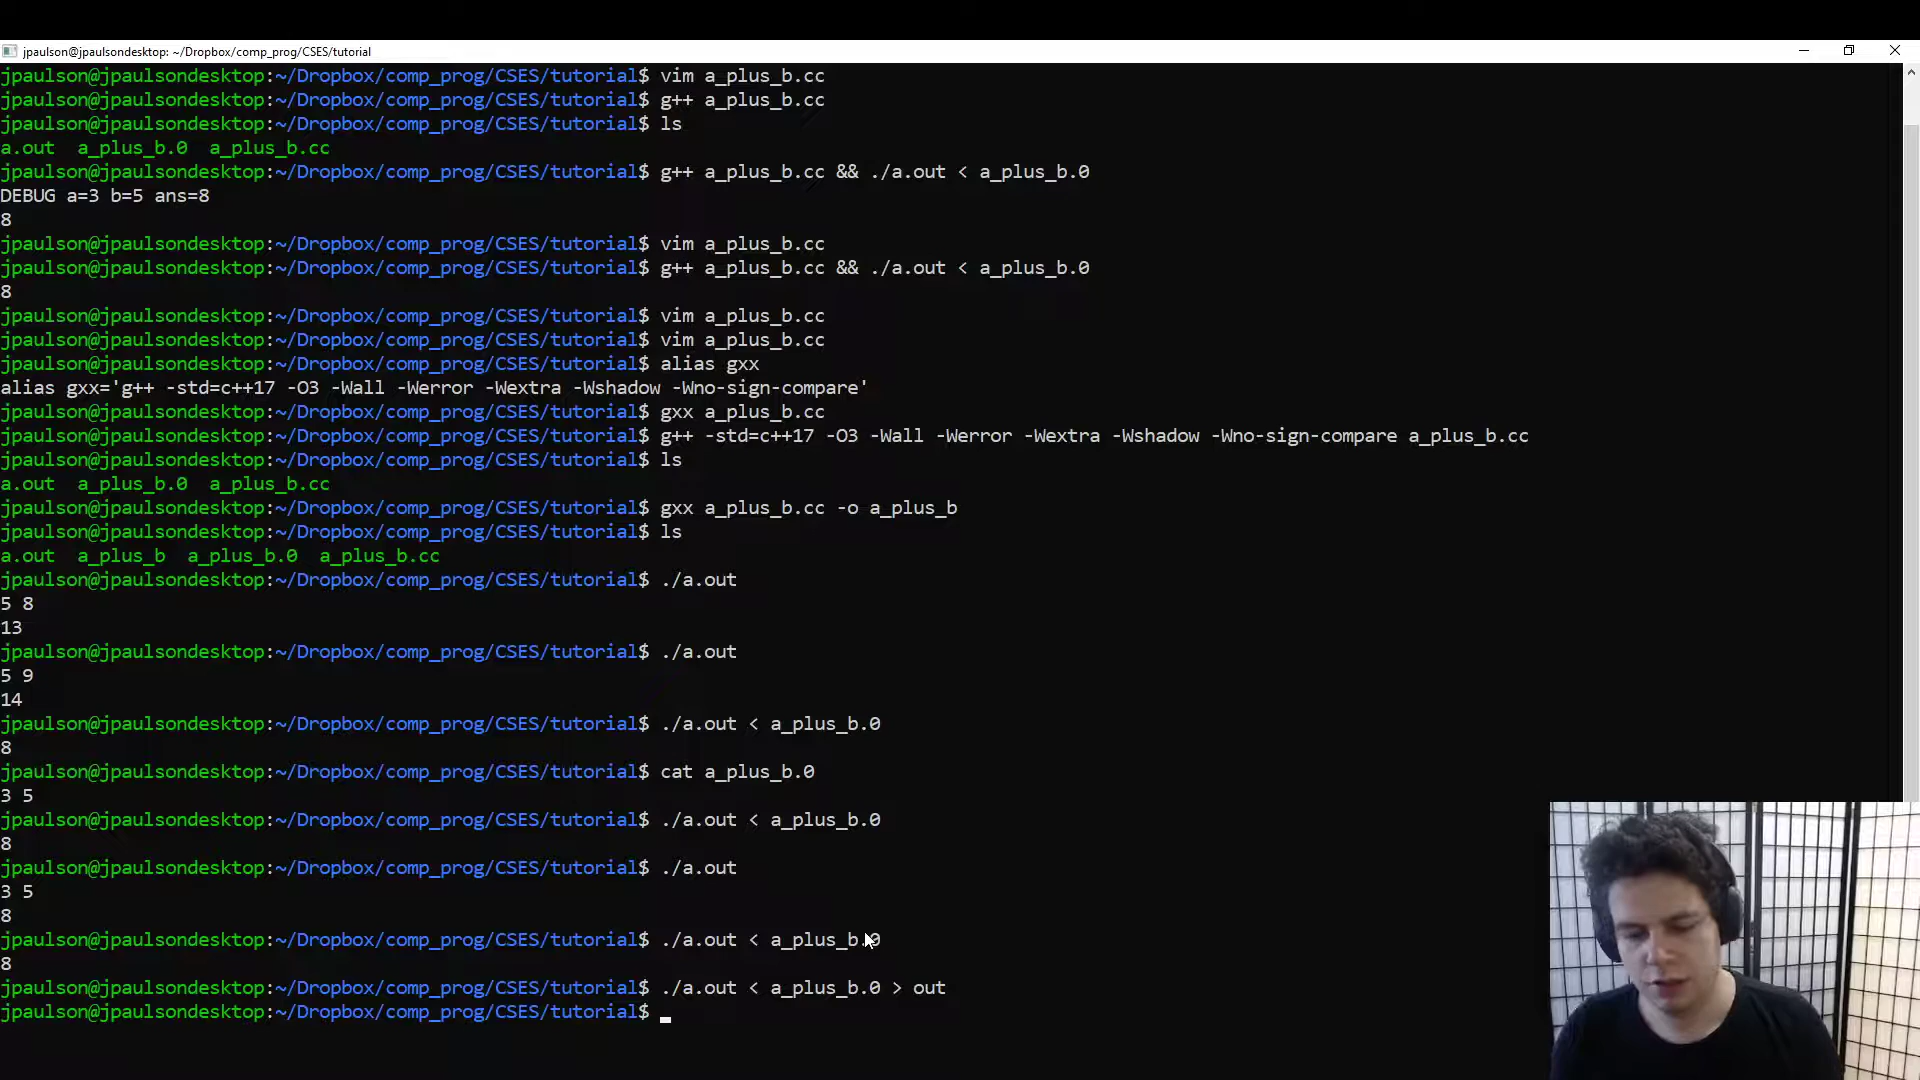 jpaulson@jpaulsondesktop: ~/Dropbox/comp_prog/CSES/tutorial
jpaulson@jpaulsondesktop:~/Dropbox/comp_prog/CSES/tutorial$ vim a_plus_b.cc
jpaulson@jpaulsondesktop:~/Dropbox/comp_prog/CSES/tutorial$ g++ a_plus_b.cc
jpaulson@jpaulsondesktop:~/Dropbox/comp_prog/CSES/tutorial$ ls
a.out  a_plus_b.0  a_plus_b.cc
jpaulson@jpaulsondesktop:~/Dropbox/comp_prog/CSES/tutorial$ g++ a_plus_b.cc && ./a.out < a_plus_b.0
DEBUG a=3 b=5 ans=8
8
jpaulson@jpaulsondesktop:~/Dropbox/comp_prog/CSES/tutorial$ vim a_plus_b.cc
jpaulson@jpaulsondesktop:~/Dropbox/comp_prog/CSES/tutorial$ g++ a_plus_b.cc && ./a.out < a_plus_b.0
8
jpaulson@jpaulsondesktop:~/Dropbox/comp_prog/CSES/tutorial$ vim a_plus_b.cc
jpaulson@jpaulsondesktop:~/Dropbox/comp_prog/CSES/tutorial$ vim a_plus_b.cc
jpaulson@jpaulsondesktop:~/Dropbox/comp_prog/CSES/tutorial$ alias gxx
alias gxx='g++ -std=c++17 -O3 -Wall -Werror -Wextra -Wshadow -Wno-sign-compare'
jpaulson@jpaulsondesktop:~/Dropbox/comp_prog/CSES/tutorial$ gxx a_plus_b.cc
jpaulson@jpaulsondesktop:~/Dropbox/comp_prog/CSES/tutorial$ g++ -std=c++17 -O3 -Wall -Werror -Wextra -Wshadow -Wno-sign-compare a_plus_b.cc
jpaulson@jpaulsondesktop:~/Dropbox/comp_prog/CSES/tutorial$ ls
a.out  a_plus_b.0  a_plus_b.cc
jpaulson@jpaulsondesktop:~/Dropbox/comp_prog/CSES/tutorial$ gxx a_plus_b.cc -o a_plus_b
jpaulson@jpaulsondesktop:~/Dropbox/comp_prog/CSES/tutorial$ ls
a.out  a_plus_b  a_plus_b.0  a_plus_b.cc
jpaulson@jpaulsondesktop:~/Dropbox/comp_prog/CSES/tutorial$ ./a.out
5 8
13
jpaulson@jpaulsondesktop:~/Dropbox/comp_prog/CSES/tutorial$ ./a.out
5 9
14
jpaulson@jpaulsondesktop:~/Dropbox/comp_prog/CSES/tutorial$ ./a.out < a_plus_b.0
8
jpaulson@jpaulsondesktop:~/Dropbox/comp_prog/CSES/tutorial$ cat a_plus_b.0
3 5
jpaulson@jpaulsondesktop:~/Dropbox/comp_prog/CSES/tutorial$ ./a.out < a_plus_b.0
8
jpaulson@jpaulsondesktop:~/Dropbox/comp_prog/CSES/tutorial$ ./a.out
3 5
8
jpaulson@jpaulsondesktop:~/Dropbox/comp_prog/CSES/tutorial$ ./a.out < a_plus_b.0
8
jpaulson@jpaulsondesktop:~/Dropbox/comp_prog/CSES/tutorial$ ./a.out < a_plus_b.0 > out
jpaulson@jpaulsondesktop:~/Dropbox/comp_prog/CSES/tutorial$